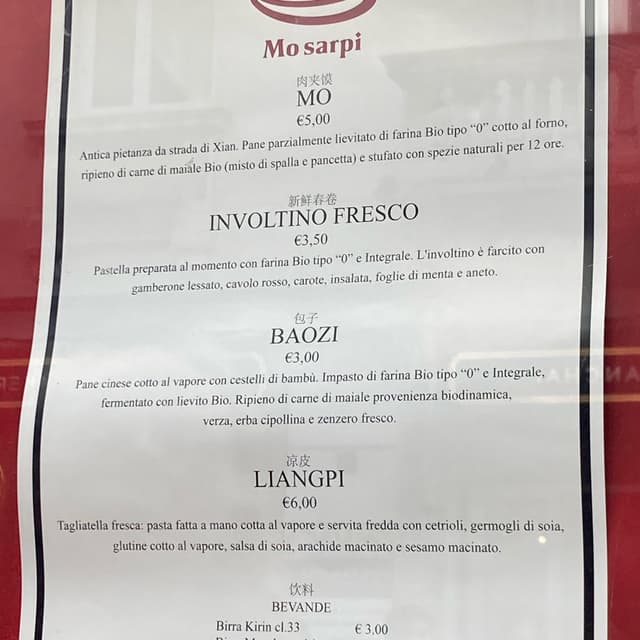 Mo sarpi
肉夹馍
MO
€5,00
Antica pietanza da strada di Xian. Pane parzialmente lievitato di farina Bio tipo “0” cotto al forno,
ripieno di carne di maiale Bio (misto di spalla e pancetta) e stufato con spezie naturali per 12 ore.
新鲜春卷
INVOLTINO FRESCO
€3,50
Pastella preparata al momento con farina Bio tipo “0” e Integrale. L'involtino è farcito con
gamberone lessato, cavolo rosso, carote, insalata, foglie di menta e aneto.
包子
BAOZI
€3,00
Pane cinese cotto al vapore con cestelli di bambù. Impasto di farina Bio tipo “0” e Integrale,
fermentato con lievito Bio. Ripieno di carne di maiale provenienza biodinamica,
verza, erba cipollina e zenzero fresco.
凉皮
LIANGPI
€6,00
Tagliatella fresca: pasta fatta a mano cotta al vapore e servita fredda con cetrioli, germogli di soia,
glutine cotto al vapore, salsa di soia, arachide macinato e sesamo macinato.
饮料
BEVANDE
Birra Kirin cl.33 € 3,00